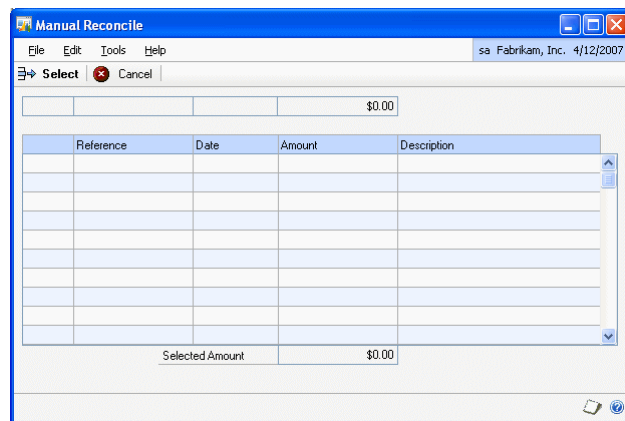 Manual Reconcile
File Edit Tools Help sa Fabrikam, Inc. 4/12/2007
Select Cancel
$0.00
Reference Date Amount Description
Selected Amount $0.00